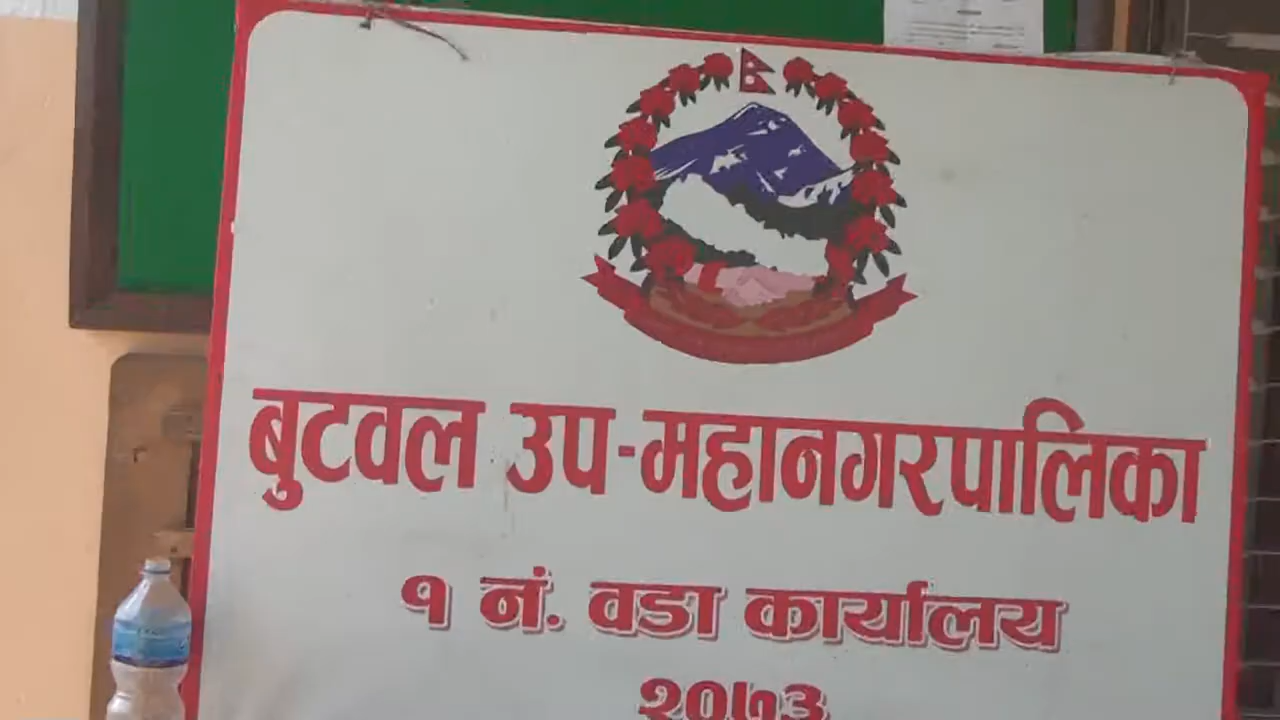 बुटवल उप-महानगरपालिका
१ नं. वडा कार्यालय
२०७३